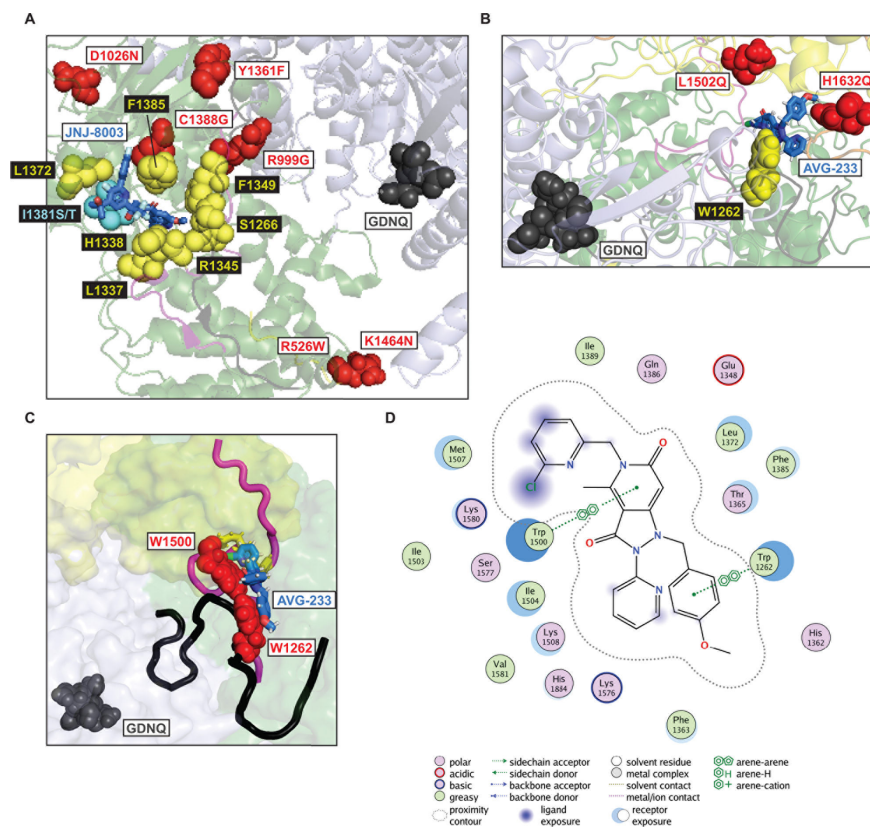 A
D1026N
Y1361F
F1385
JNJ-8003
C1388G
L1372
R999G
I1381S/T
F1349
GDNQ
H1338
S1266
R1345
L1337
R526W
K1464N
B
L1502Q
H1632Q
AVG-233
W1262
GDNQ
C
W1500
AVG-233
W1262
GDNQ
D
Ile
1389
Gln
1386
Glu
1348
Leu
1372
Met
1507
Phe
1385
Thr
1365
Lys
1580
Trp
1500
Ile
1503
Ser
1577
Trp
1262
Ile
1504
Lys
1508
His
1362
Val
1581
His
1884
Lys
1576
Phe
1363
N
N
O
Cl
O
N
N
N
O
polar
acidic
basic
greasy
proximity
contour
sidechain acceptor
sidechain donor
backbone acceptor
backbone donor
ligand
exposure
solvent residue
metal complex
solvent contact
metal/ion contact
receptor
exposure
arene-arene
H arene-H
+ arene-cation